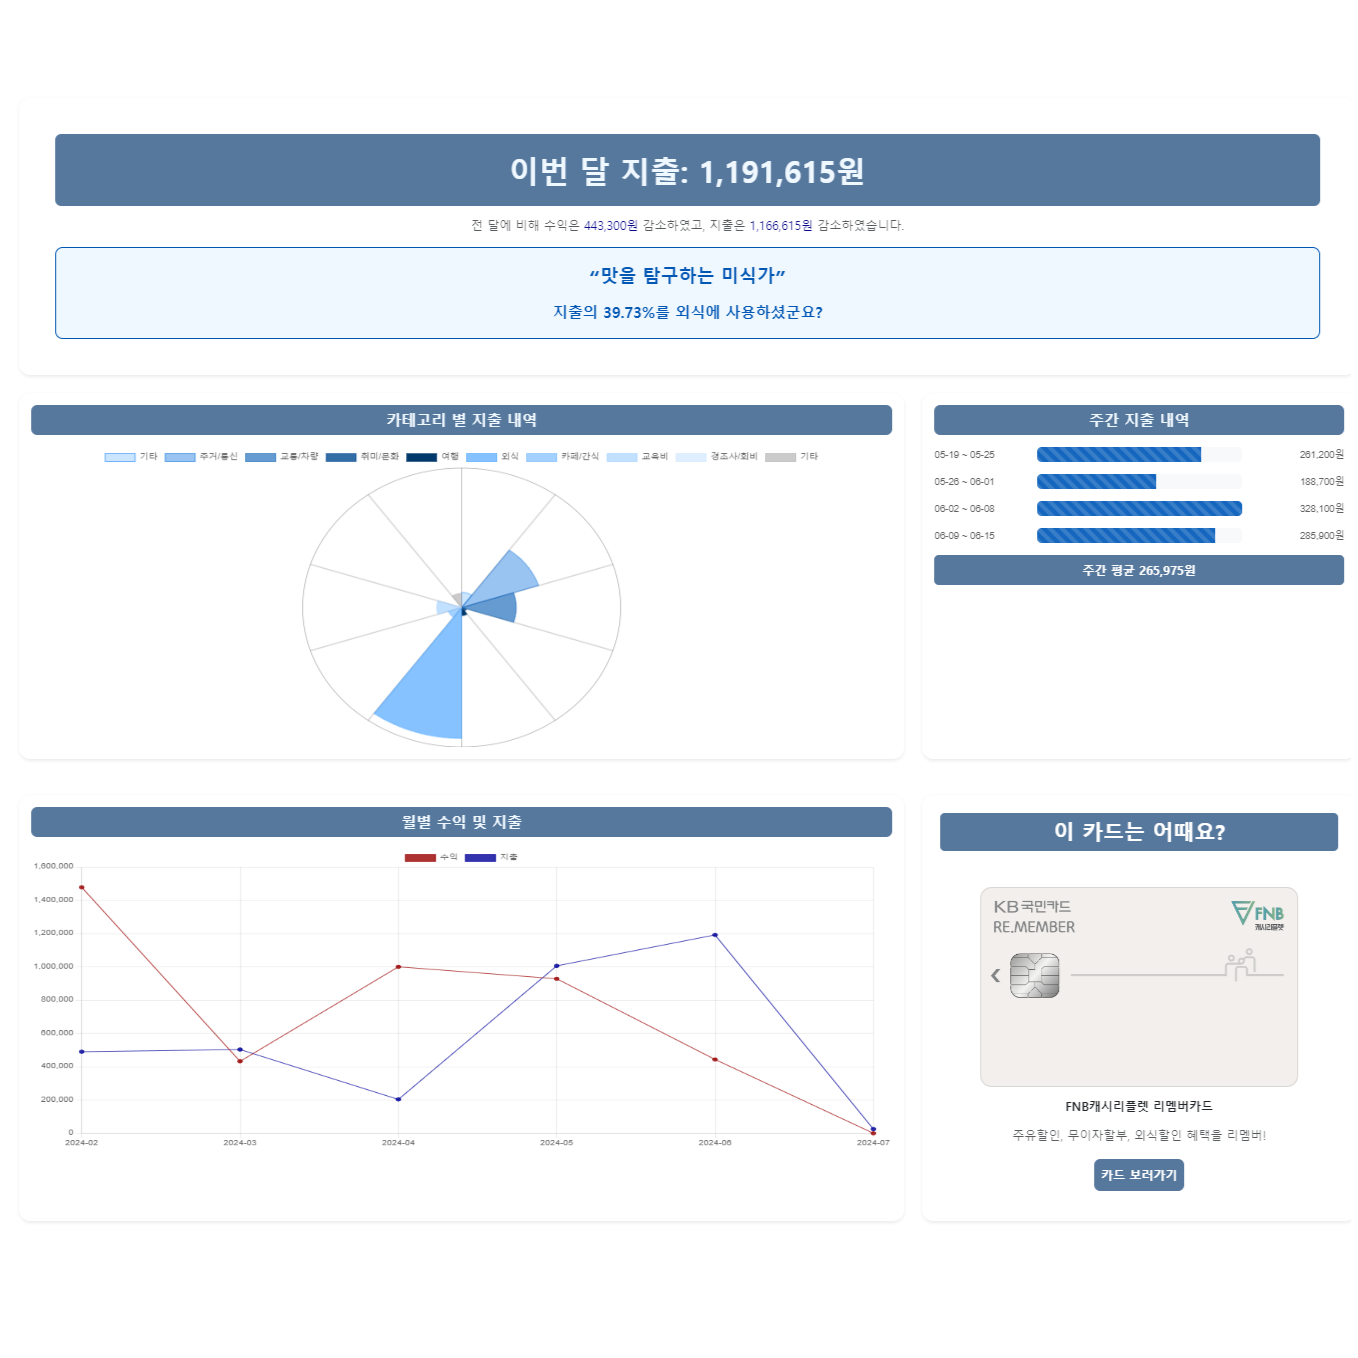 이번 달 지출: 1,191,615원
전 달에 비해 수익은 443,300원 감소하였고, 지출은 1,166,615원 감소하였습니다.
“맛을 탐구하는 미식가”
지출의 39.73%를 외식에 사용하셨군요?
카테고리 별 지출 내역
기타 주거/통신 교통/차량 취미/문화 여행 외식 카페/간식 교육비 경조사/회비 기타
주간 지출 내역
05-19 ~ 05-25 261,200원
05-26 ~ 06-01 188,700원
06-02 ~ 06-08 328,100원
06-09 ~ 06-15 285,900원
주간 평균 265,975원
월별 수익 및 지출
수익 지출
1,600,000
1,400,000
1,200,000
1,000,000
800,000
600,000
400,000
200,000
0
2024-02 2024-03 2024-04 2024-05 2024-06 2024-07
이 카드는 어때요?
KB국민카드
RE.MEMBER
FNB
캐시리플렛
FNB캐시리플렛 리멤버카드
주유할인, 무이자할부, 외식할인 혜택을 리멤버!
카드 보러가기